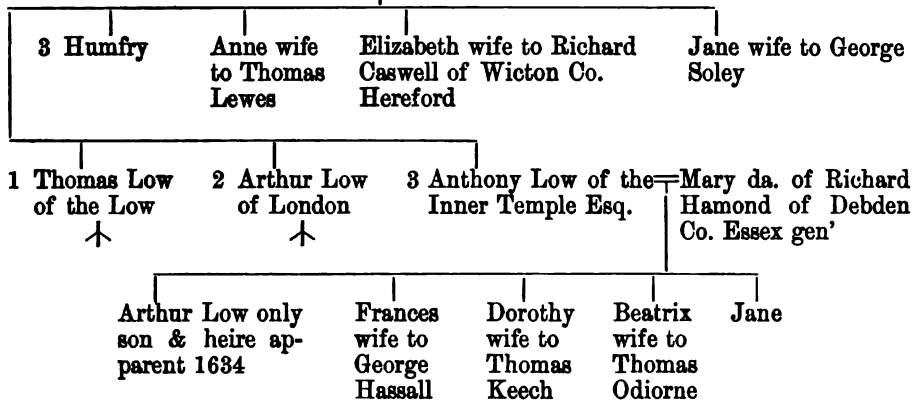 3 Humfry
Anne wife
to Thomas
Lewes
Elizabeth wife to Richard
Caswell of Wicton Co.
Hereford
Jane wife to George
Soley
1 Thomas Low
of the Low
2 Arthur Low
of London
3 Anthony Low of the
Inner Temple Esq.
Mary da. of Richard
Hamond of Debden
Co. Essex gen'
Arthur Low only
son & heire ap-
parent 1634
Frances
wife to
George
Hassall
Dorothy
wife to
Thomas
Keech
Beatrix
wife to
Thomas
Odiorne
Jane